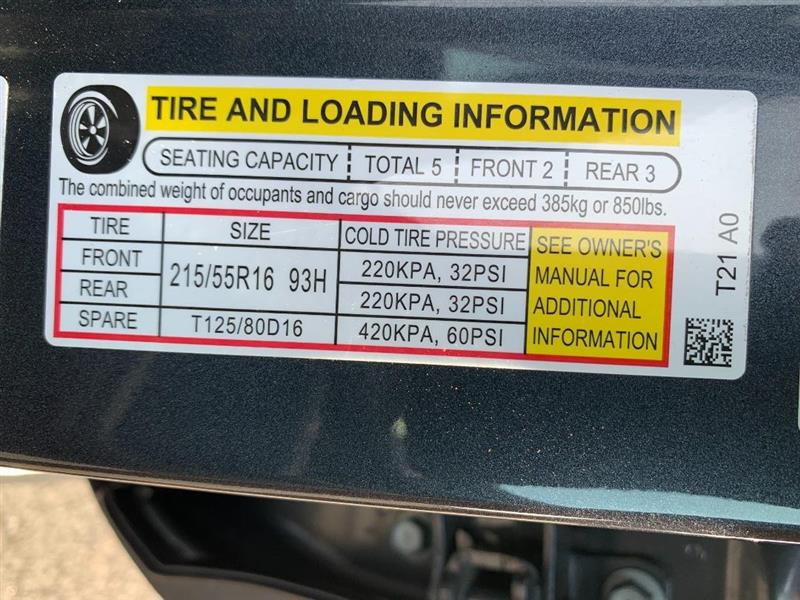 TIRE AND LOADING INFORMATION
SEATING CAPACITY TOTAL 5 FRONT 2 REAR 3
The combined weight of occupants and cargo should never exceed 385kg or 850lbs.
TIRE SIZE COLD TIRE PRESSURE
FRONT 215/55R16 93H 220KPA, 32PSI
REAR 220KPA, 32PSI
SPARE T125/80D16 420KPA, 60PSI
SEE OWNER'S
MANUAL FOR
ADDITIONAL
INFORMATION
T21 A0